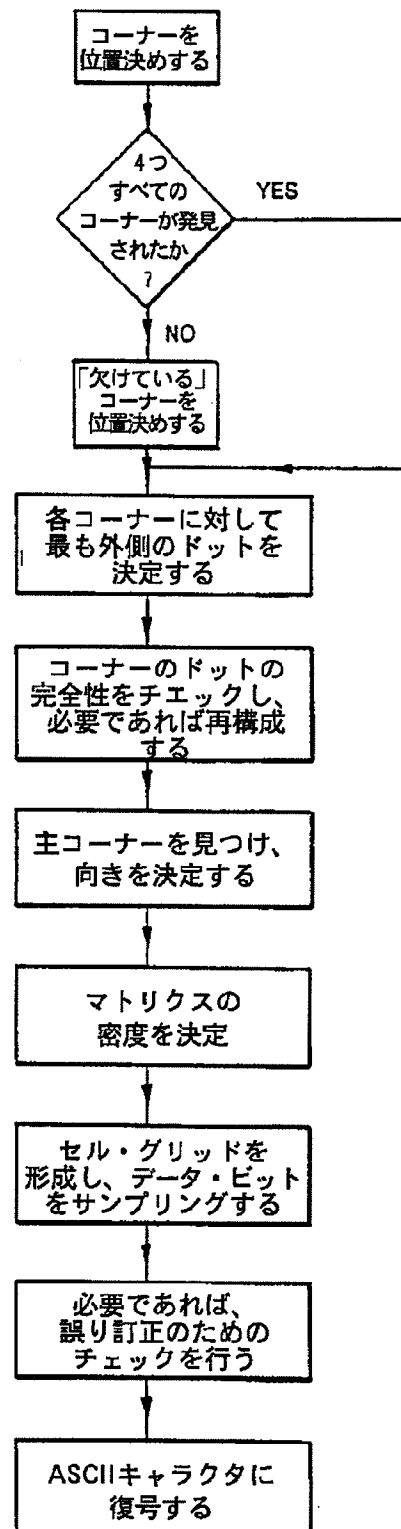 コーナーを
位置決めする
4つ
すべての
コーナーが発見
されたか
?
YES
NO
「欠けている」
コーナーを
位置決めする
各コーナーに対して
最も外側のドットを
決定する
コーナーのドットの
完全性をチエックし、
必要であれば再構成
する
主コーナーを見つけ、
向きを決定する
マトリクスの
密度を決定
セル・グリッドを
形成し、データ・ビット
をサンプリングする
必要であれば、
誤り訂正のための
チェックを行う
ASCIIキャラクタに
復号する